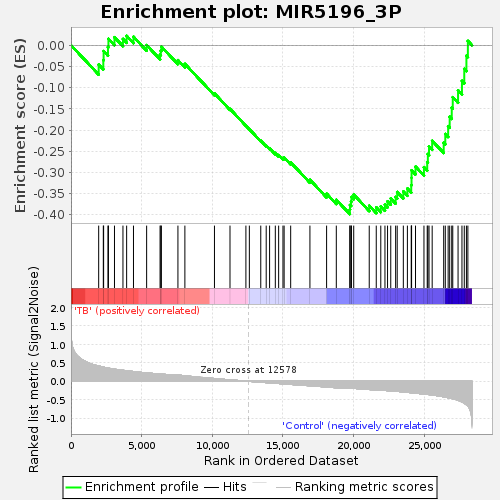 Enrichment plot: MIR5196_3P
Enrichment score (ES)
0.00
-0.05
-0.10
-0.15
-0.20
-0.25
-0.30
-0.35
-0.40
Ranked list metric (Signal2Noise)
2.0
1.5
1.0
0.5
0.0
-0.5
-1.0
'TB' (positively correlated)
Zero cross at 12578
'Control' (negatively correlated)
0 5,000 10,000 15,000 20,000 25,000
Rank in Ordered Dataset
Enrichment profile Hits Ranking metric scores